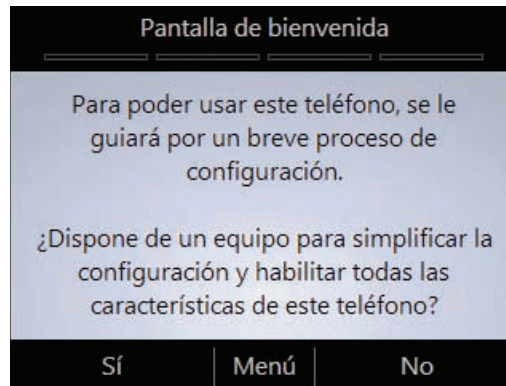 Pantalla de bienvenida
Para poder usar este teléfono, se le
guiará por un breve proceso de
configuración.
¿Dispone de un equipo para simplificar la
configuración y habilitar todas las
características de este teléfono?
Sí Menú No